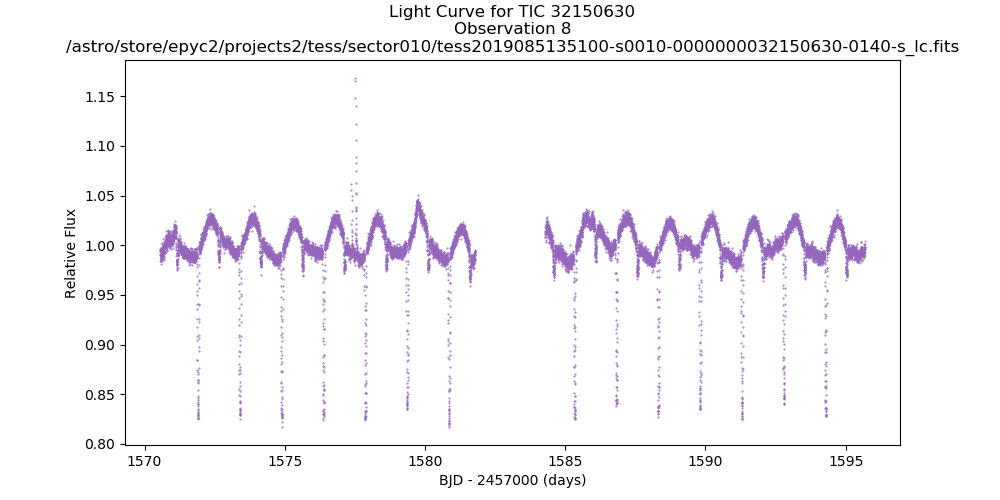 Light Curve for TIC 32150630
Observation 8
/astro/store/epyc2/projects2/tess/sector010/tess2019085135100-s0010-0000000032150630-0140-s_lc.fits
1.15
1.10
1.05
1.00
0.95
0.90
0.85
0.80
Relative Flux
1570
1575
1580
1585
1590
1595
BJD - 2457000 (days)